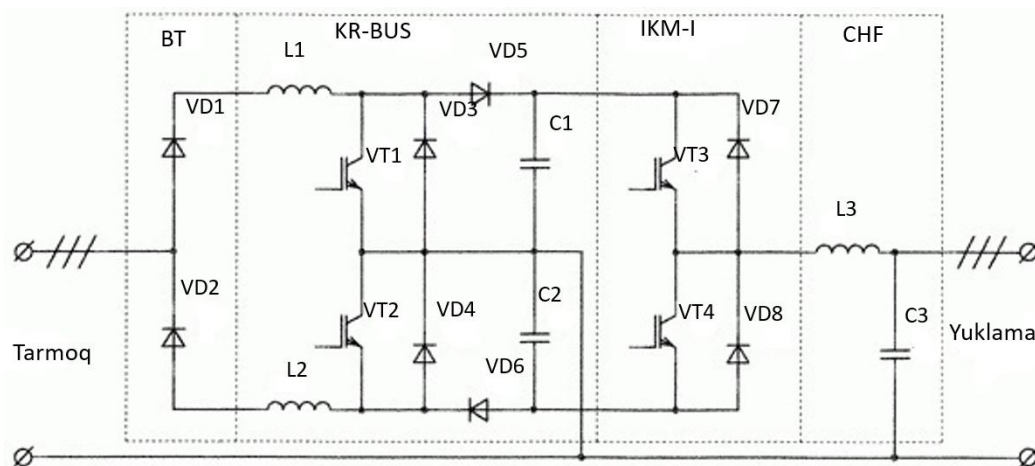 BT
KR-BUS
IKM-I
CHF
L1
VD5
VD1
VD3
C1
VD7
VT1
VT3
L3
VD2
VT2
VD4
C2
VT4
VD8
C3
Tarmoq
VD6
Yuklama
L2